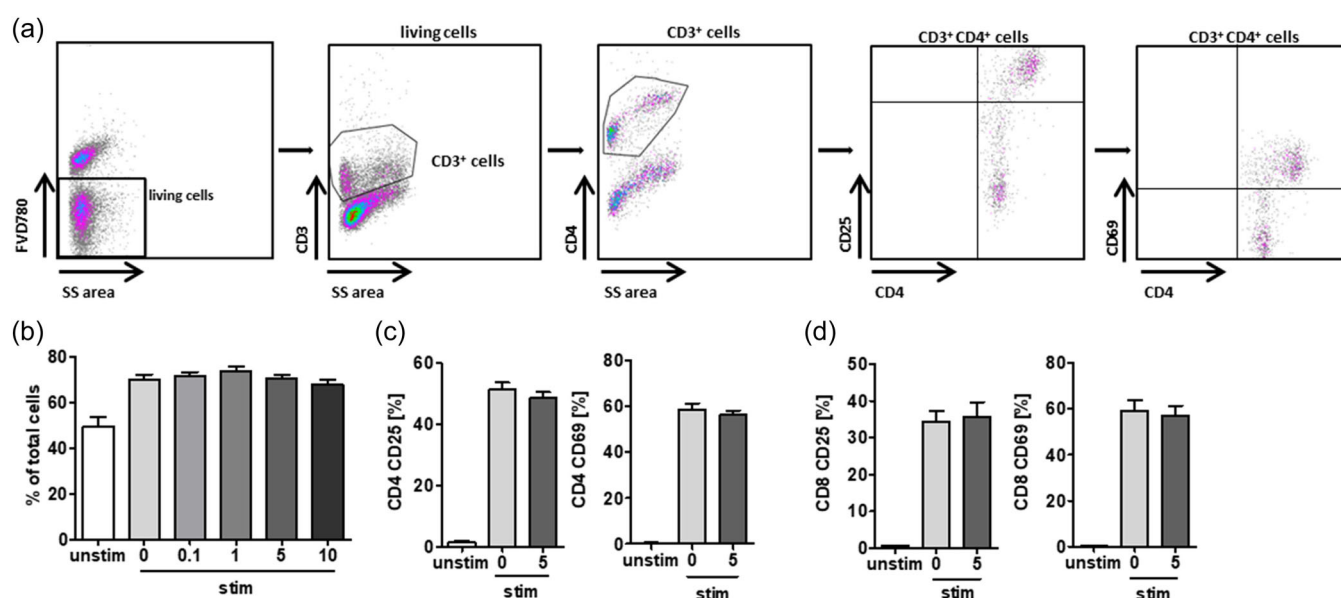 (a)
living cells
CD3⁺ cells
CD3⁺ CD4⁺ cells
CD3⁺ CD4⁺ cells
FVD780
living cells
SS area
CD3
CD3⁺ cells
SS area
CD4
SS area
CD25
CD4
CD69
CD4
(b)
% of total cells
80
60
40
20
0
unstim 0 0.1 1 5 10
stim
(c)
CD4 CD25 [%]
60
40
20
0
unstim 0 5
stim
CD4 CD69 [%]
80
60
40
20
0
unstim 0 5
stim
(d)
CD8 CD25 [%]
50
40
30
20
10
0
unstim 0 5
stim
CD8 CD69 [%]
80
60
40
20
0
unstim 0 5
stim